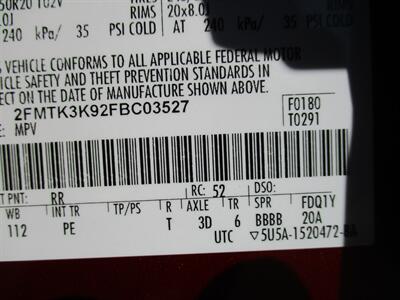 50R20 102V
RIMS
20x8.0J
240 kPa/ 35 PSI COLD
240 kPa/ 35 PSI COLD
VEHICLE CONFORMS TO ALL APPLICABLE FEDERAL MOTOR
VEHICLE SAFETY AND THEFT PREVENTION STANDARDS IN
EFFECT ON THE DATE OF MANUFACTURE SHOWN ABOVE.
2FMTK3K92FBC03527
MPV
F0180
T0291
T PNT: RR RC: 52 DSO:
WB INT TR TP/PS R AXLE TR SPR FDQ1Y
112 PE T 3D 6 BBBB 20A
UTC ▽5U5A-1520472-